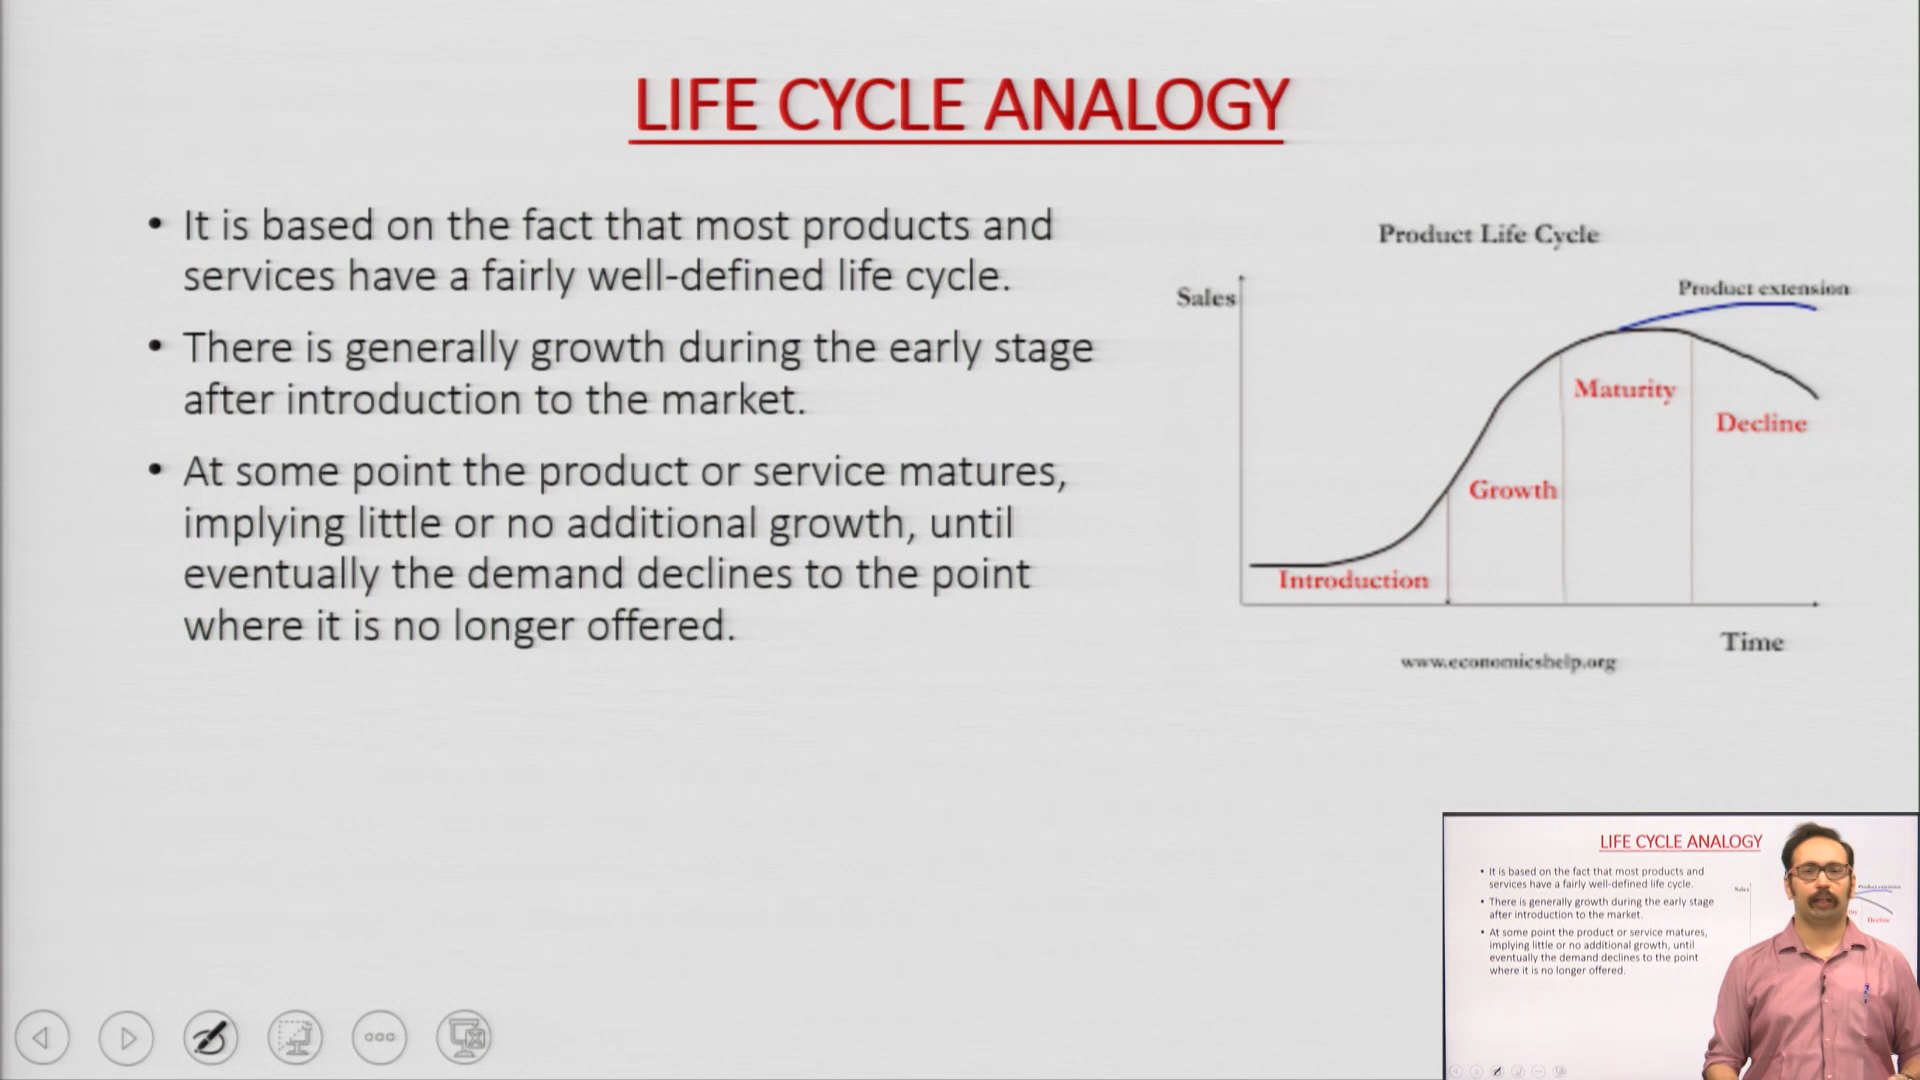 LIFE CYCLE ANALOGY
• It is based on the fact that most products and
services have a fairly well-defined life cycle.
• There is generally growth during the early stage
after introduction to the market.
• At some point the product or service matures,
implying little or no additional growth, until
eventually the demand declines to the point
where it is no longer offered.
Product Life Cycle
Sales
Product extension
Maturity
Decline
Growth
Introduction
Time
www.economicshelp.org
LIFE CYCLE ANALOGY
• It is based on the fact that most products and
services have a fairly well-defined life cycle.
• There is generally growth during the early stage
after introduction to the market.
• At some point the product or service matures,
implying little or no additional growth, until
eventually the demand declines to the point
where it is no longer offered.
Sales
Product extension
Decline